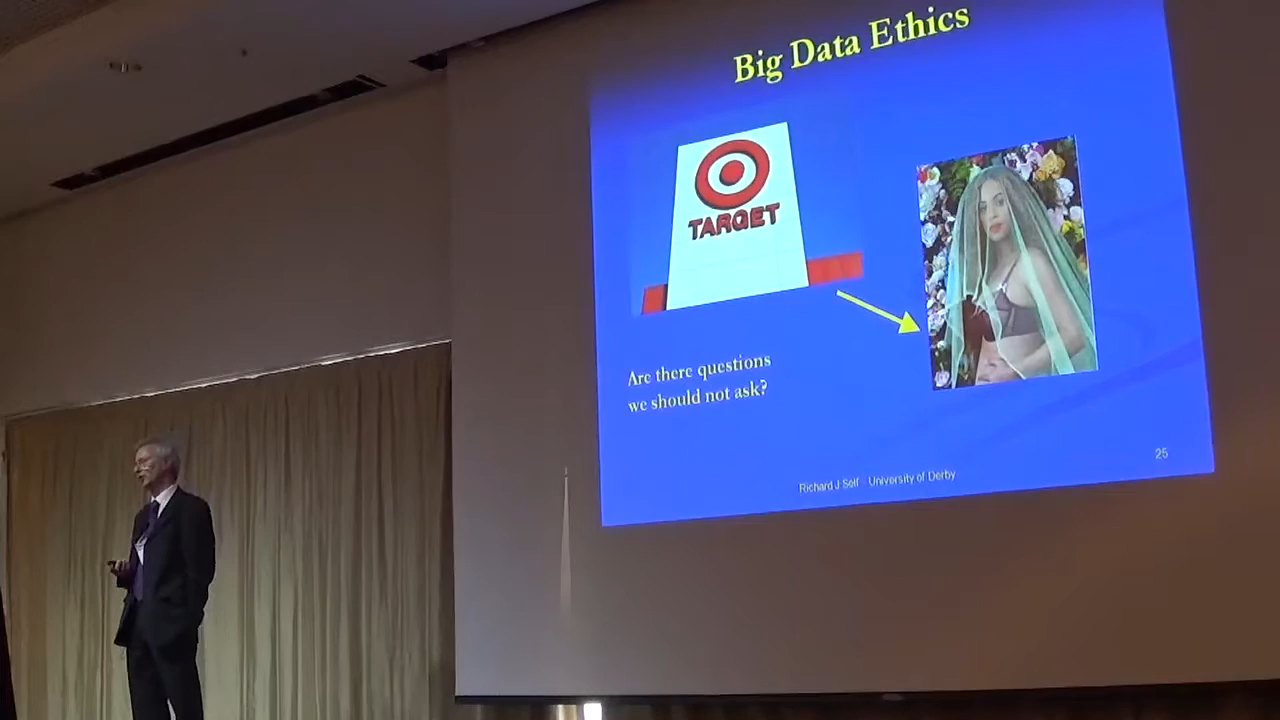 Big Data Ethics
TARGET
Are there questions
we should not ask?
Richard J Self University of Derby
25